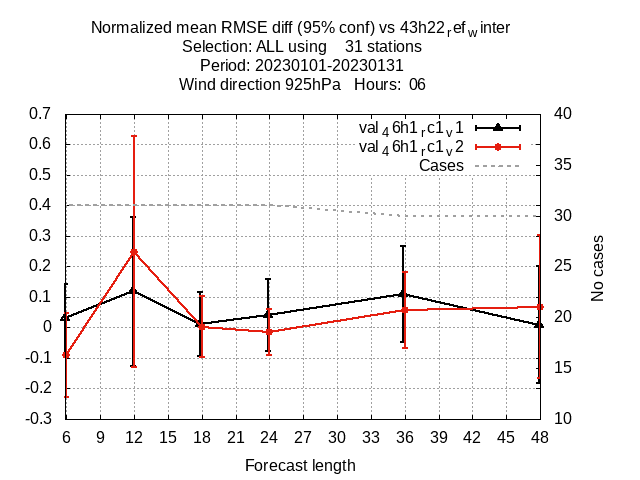 Normalized mean RMSE diff (95% conf) vs 43h22refwinter
Selection: ALL using 31 stations
Period: 20230101-20230131
Wind direction 925hPa Hours: 06
0.7
0.6
0.5
0.4
0.3
0.2
0.1
0
-0.1
-0.2
-0.3
val46h1rc1v1
val46h1rc1v2
Cases
40
35
30
25
20
15
10
No cases
6 9 12 15 18 21 24 27 30 33 36 39 42 45 48
Forecast length